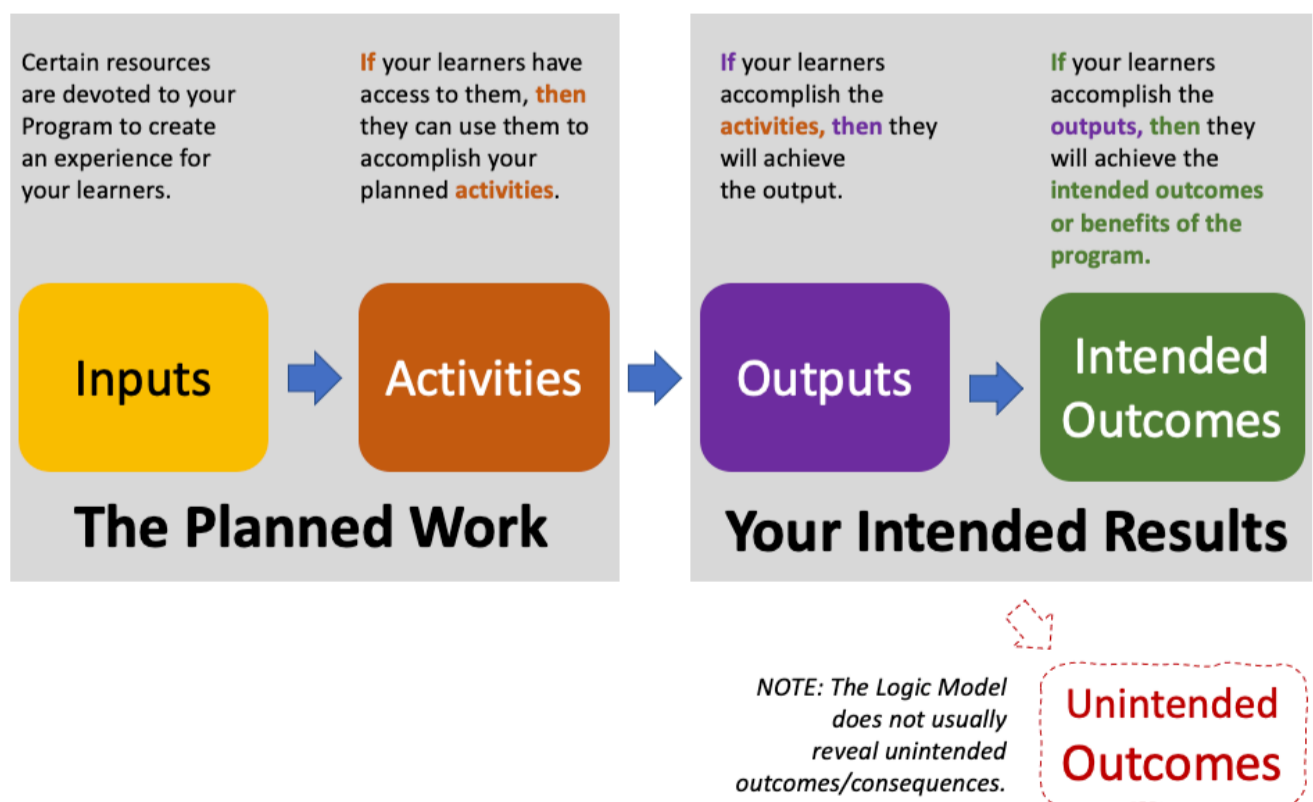 Certain resources
are devoted to your
Program to create
an experience for
your learners.
If your learners have
access to them, then
they can use them to
accomplish your
planned activities.
If your learners
accomplish the
activities, then they
will achieve
the output.
If your learners
accomplish the
outputs, then they
will achieve the
intended outcomes
or benefits of the
program.
Inputs
Activities
Outputs
Intended
Outcomes
The Planned Work
Your Intended Results
NOTE: The Logic Model
does not usually
reveal unintended
outcomes/consequences.
Unintended
Outcomes